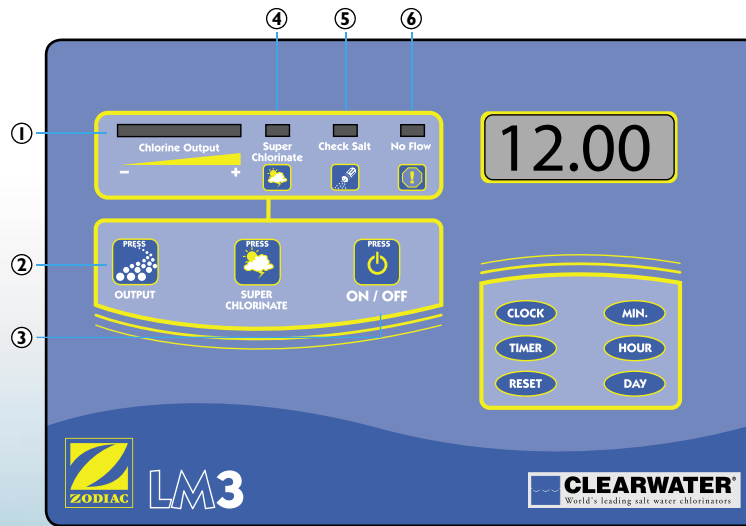 ④ ⑤ ⑥
①
Chlorine Output
− +
Super
Chlorinate
Check Salt
No Flow
!
12.00
②
PRESS
OUTPUT
PRESS
SUPER
CHLORINATE
PRESS
ON / OFF
③
CLOCK MIN.
TIMER HOUR
RESET DAY
ZODIAC
LM3
CLEARWATER®
World's leading salt water chlorinators